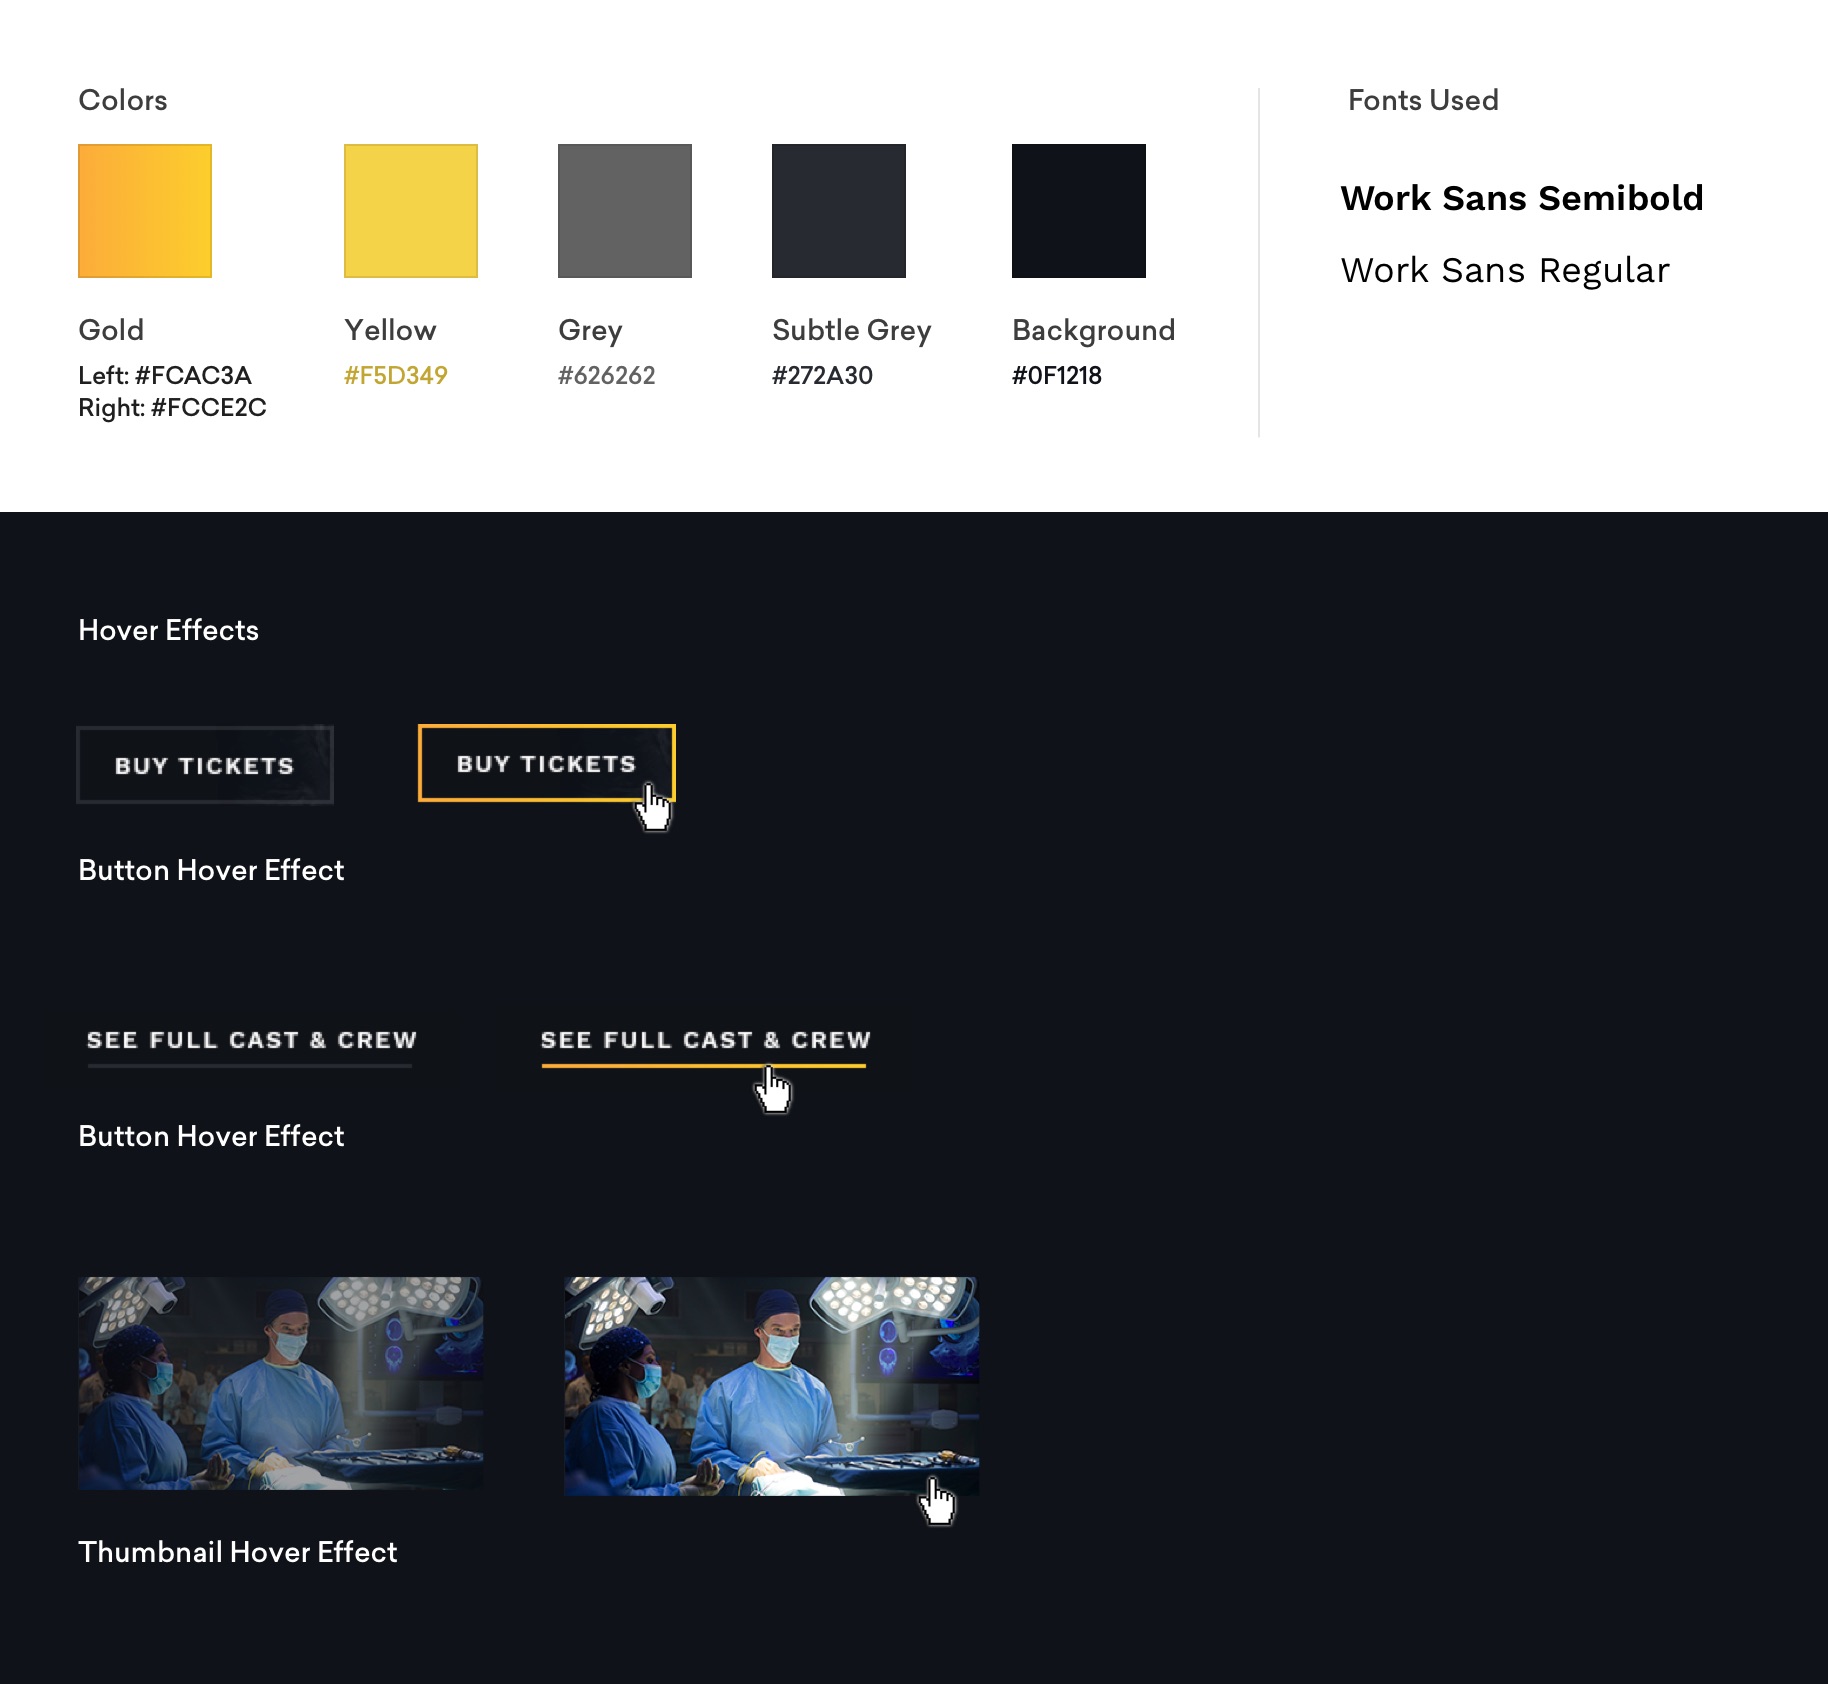 Colors
Gold
Left: #FCAC3A
Right: #FCCE2C
Yellow
#F5D349
Grey
#626262
Subtle Grey
#272A30
Background
#0F1218
Fonts Used
Work Sans Semibold
Work Sans Regular
Hover Effects
BUY TICKETS
BUY TICKETS
Button Hover Effect
SEE FULL CAST & CREW
SEE FULL CAST & CREW
Button Hover Effect
Thumbnail Hover Effect